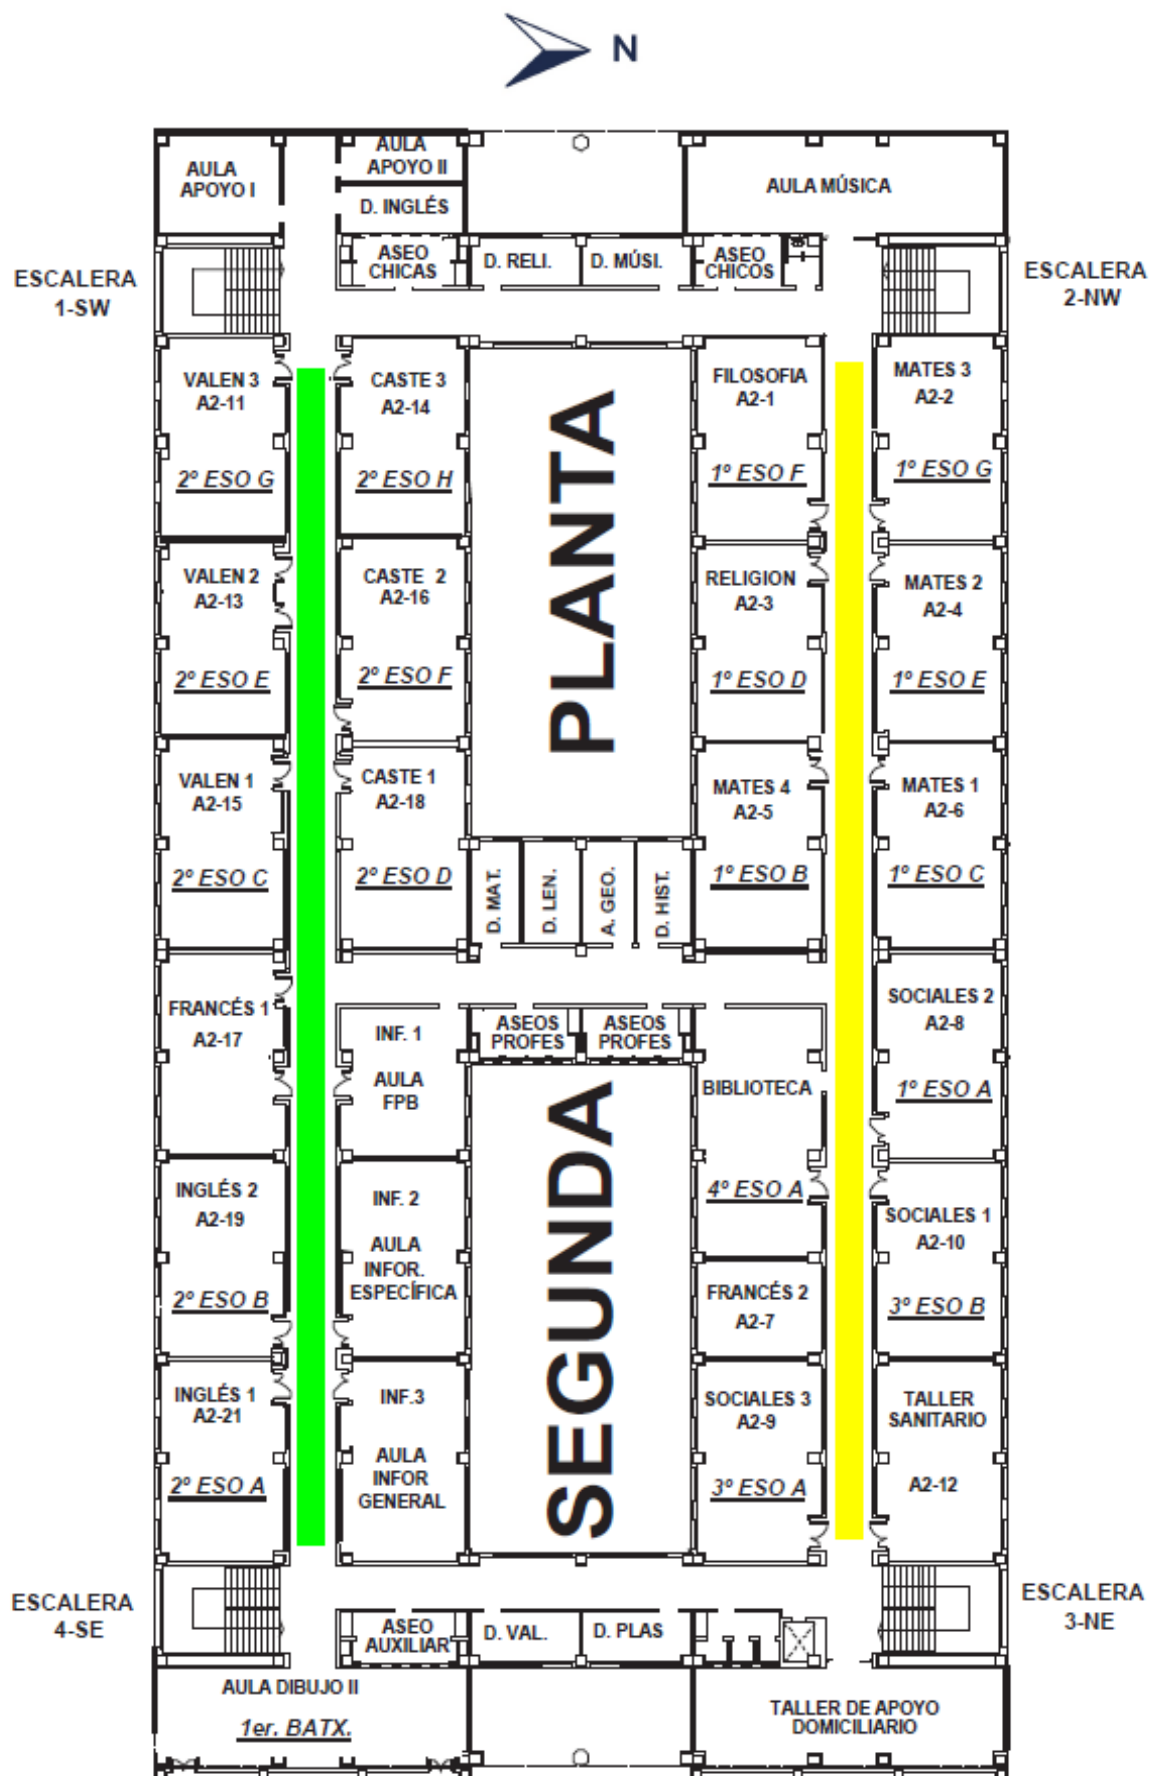 N
AULA
APOYO I
AULA
APOYO II
D. INGLÉS
AULA MÚSICA
ESCALERA
1-SW
ASEO
CHICAS
D. RELI.
D. MÚSI.
ASEO
CHICOS
ESCALERA
2-NW
VALEN 3
A2-11
2º ESO G
CASTE 3
A2-14
2º ESO H
PLANTA
FILOSOFIA
A2-1
1º ESO F
MATES 3
A2-2
1º ESO G
VALEN 2
A2-13
2º ESO E
CASTE 2
A2-16
2º ESO F
RELIGION
A2-3
1º ESO D
MATES 2
A2-4
1º ESO E
VALEN 1
A2-15
2º ESO C
CASTE 1
A2-18
2º ESO D
MATES 4
A2-5
1º ESO B
MATES 1
A2-6
1º ESO C
D. MAT.
D. LEN.
A. GEO.
D. HIST.
FRANCÉS 1
A2-17
INF. 1
AULA
FPB
ASEOS
PROFES
ASEOS
PROFES
BIBLIOTECA
4º ESO A
SOCIALES 2
A2-8
1º ESO A
SEGUNDA
INGLÉS 2
A2-19
2º ESO B
INF. 2
AULA
INFOR.
ESPECÍFICA
FRANCÉS 2
A2-7
SOCIALES 1
A2-10
3º ESO B
INGLÉS 1
A2-21
2º ESO A
INF.3
AULA
INFOR
GENERAL
SOCIALES 3
A2-9
3º ESO A
TALLER
SANITARIO
A2-12
ESCALERA
4-SE
ASEO
AUXILIAR
D. VAL.
D. PLAS
ESCALERA
3-NE
AULA DIBUJO II
1er. BATX.
TALLER DE APOYO
DOMICILIARIO